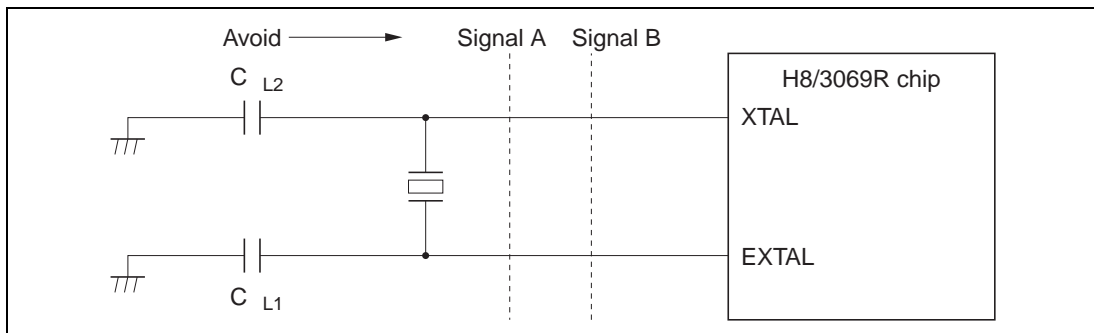 Avoid
Signal A
Signal B
C L2
H8/3069R chip
XTAL
EXTAL
C L1